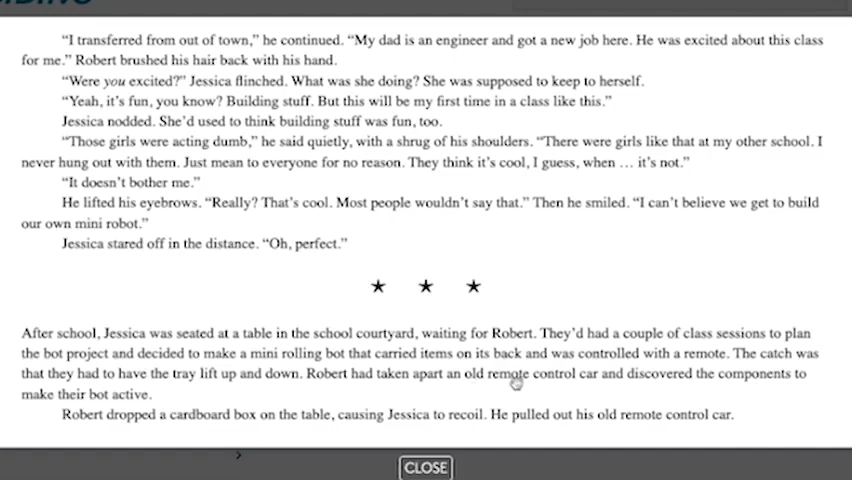 “I transferred from out of town,” he continued. “My dad is an engineer and got a new job here. He was excited about this class
for me.” Robert brushed his hair back with his hand.
“Were you excited?” Jessica flinched. What was she doing? She was supposed to keep to herself.
“Yeah, it’s fun, you know? Building stuff. But this will be my first time in a class like this.”
Jessica nodded. She’d used to think building stuff was fun, too.
“Those girls were acting dumb,” he said quietly, with a shrug of his shoulders. “There were girls like that at my other school. I
never hung out with them. Just mean to everyone for no reason. They think it’s cool, I guess, when … it’s not.”
“It doesn’t bother me.”
He lifted his eyebrows. “Really? That’s cool. Most people wouldn’t say that.” Then he smiled. “I can’t believe we get to build
our own mini robot.”
Jessica stared off in the distance. “Oh, perfect.”
After school, Jessica was seated at a table in the school courtyard, waiting for Robert. They’d had a couple of class sessions to plan
the bot project and decided to make a mini rolling bot that carried items on its back and was controlled with a remote. The catch was
that they had to have the tray lift up and down. Robert had taken apart an old remote control car and discovered the components to
make their bot active.
Robert dropped a cardboard box on the table, causing Jessica to recoil. He pulled out his old remote control car.
CLOSE